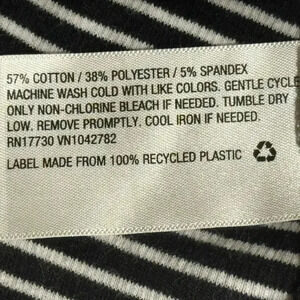 57% COTTON / 38% POLYESTER / 5% SPANDEX
MACHINE WASH COLD WITH LIKE COLORS. GENTLE CYCLE
ONLY NON-CHLORINE BLEACH IF NEEDED. TUMBLE DRY
LOW. REMOVE PROMPTLY. COOL IRON IF NEEDED.
RN17730 VN1042782
LABEL MADE FROM 100% RECYCLED PLASTIC